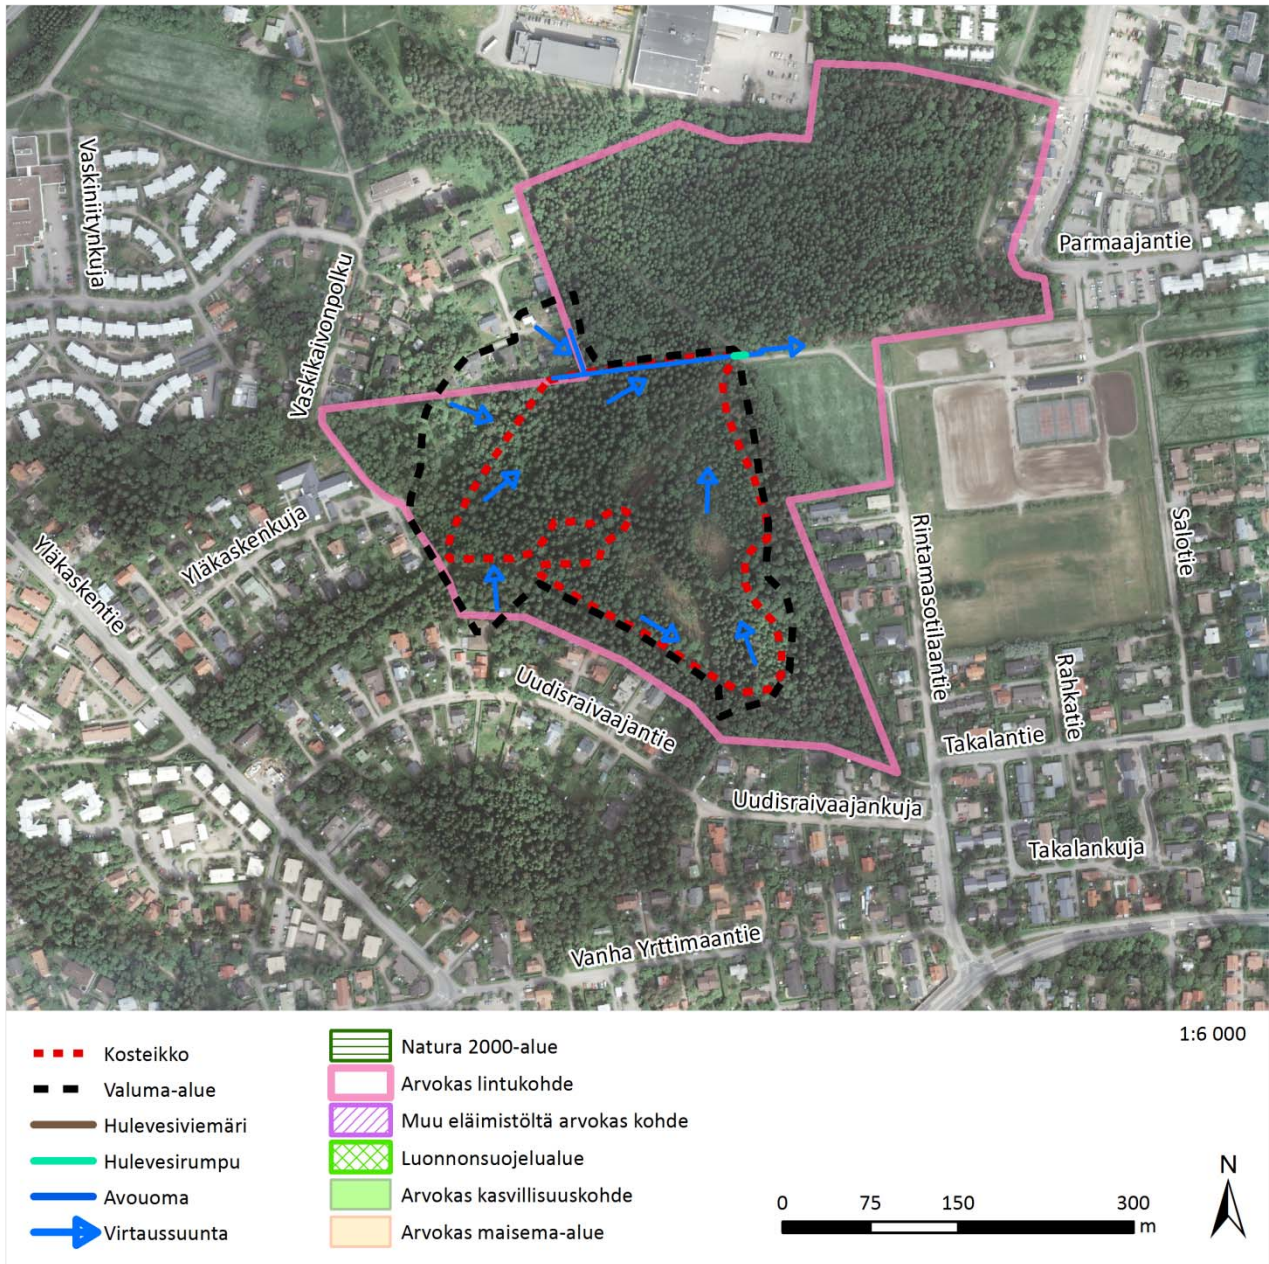 Vaskiniitynkuja
Vaskikaivonpolku
Parmaajantie
Yläkaskentie
Yläkaskenkuja
Rintamasotilaantie
Salotie
Uudisraivaajantie
Rahkatie
Takalantie
Uudisraivaajankuja
Takalankuja
Vanha Yrttimaantie
Kosteikko
Valuma-alue
Hulevesiviemäri
Hulevesirumpu
Avouoma
Virtaussuunta
Natura 2000-alue
Arvokas lintukohde
Muu eläimistöltä arvokas kohde
Luonnonsuojelualue
Arvokas kasvillisuuskohde
Arvokas maisema-alue
1:6 000
N
0 75 150 300
m